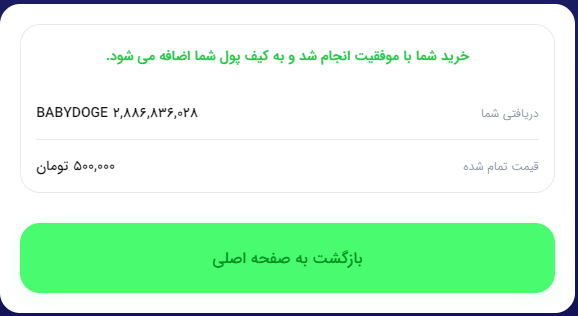 خرید شما با موفقیت انجام شد و به کیف پول شما اضافه می شود.
دریافتی شما BABYDOGE ۲,۸۸۶,۸۳۶,۰۲۸
قیمت تمام شده ۵۰۰,۰۰۰ تومان
بازگشت به صفحه اصلی